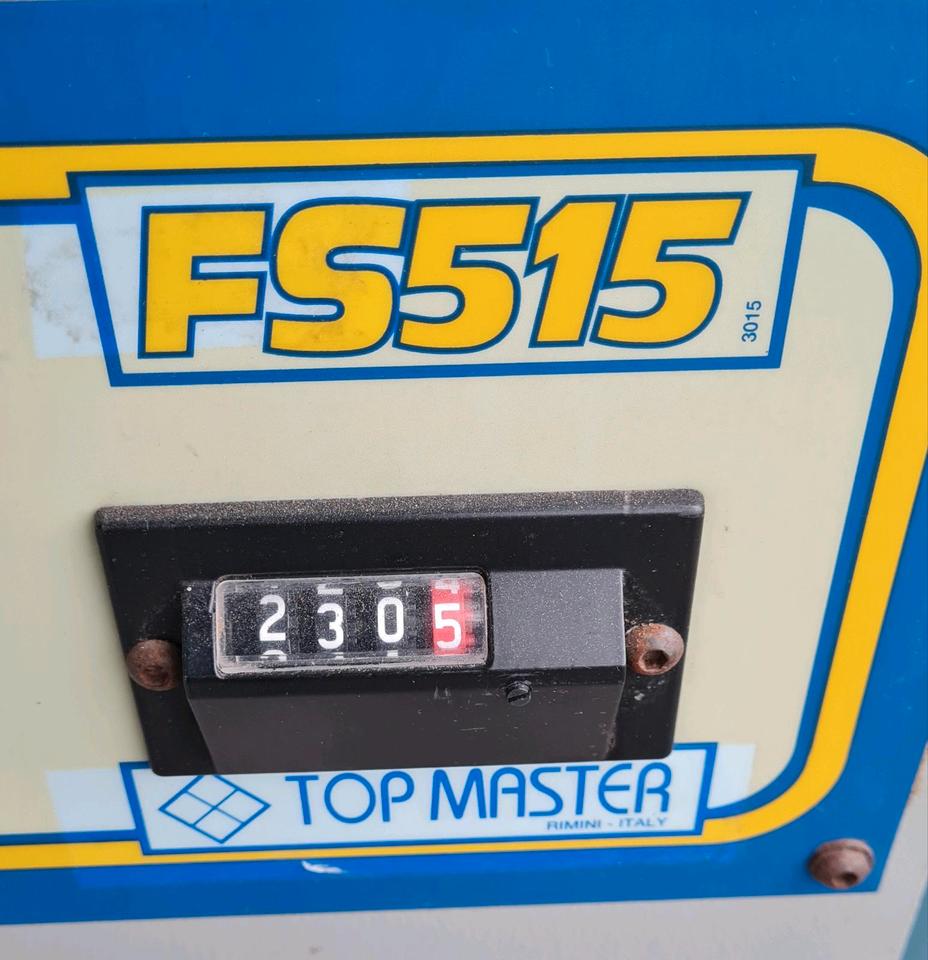 FS515
3015
2305
TOP MASTER
RIMINI - ITALY